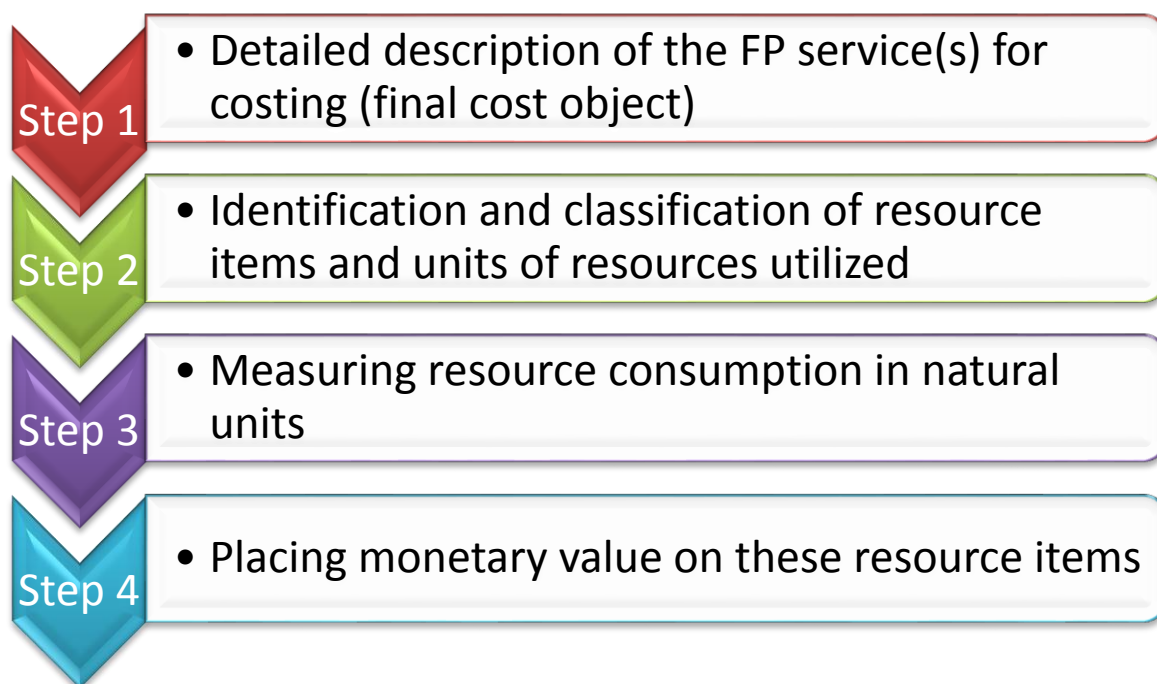 Step 1
• Detailed description of the FP service(s) for
costing (final cost object)
Step 2
• Identification and classification of resource
items and units of resources utilized
Step 3
• Measuring resource consumption in natural
units
Step 4
• Placing monetary value on these resource items